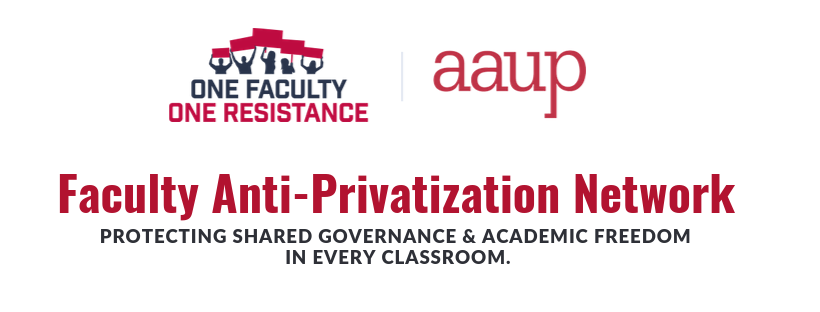 ONE FACULTY
ONE RESISTANCE
aaup
Faculty Anti-Privatization Network
PROTECTING SHARED GOVERNANCE & ACADEMIC FREEDOM
IN EVERY CLASSROOM.